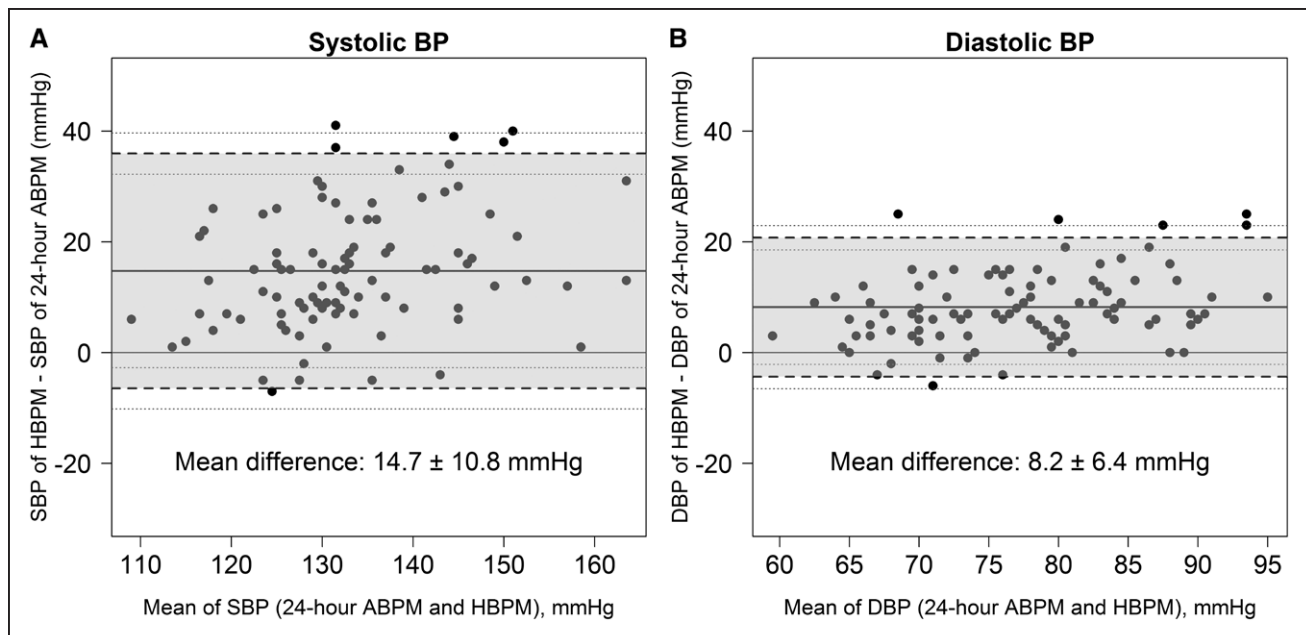 A
Systolic BP
SBP of HBPM - SBP of 24-hour ABPM (mmHg)
40
20
0
-20
Mean difference: 14.7 ± 10.8 mmHg
110 120 130 140 150 160
Mean of SBP (24-hour ABPM and HBPM), mmHg
B
Diastolic BP
DBP of HBPM - DBP of 24-hour ABPM (mmHg)
40
20
0
-20
Mean difference: 8.2 ± 6.4 mmHg
60 65 70 75 80 85 90 95
Mean of DBP (24-hour ABPM and HBPM), mmHg